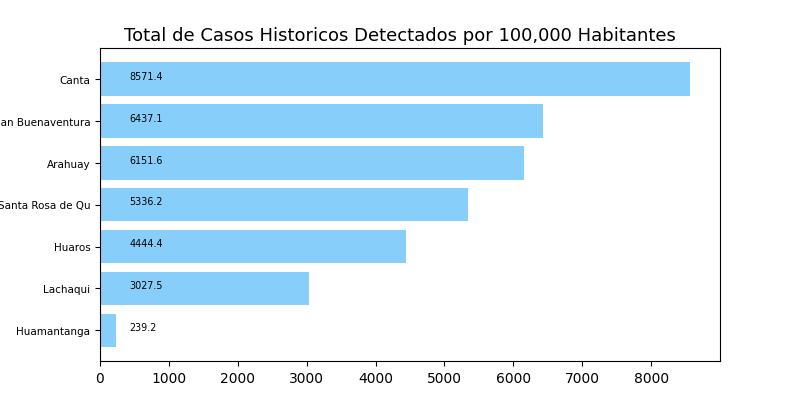 Total de Casos Historicos Detectados por 100,000 Habitantes
Canta 8571.4
an Buenaventura 6437.1
Arahuay 6151.6
Santa Rosa de Qu 5336.2
Huaros 4444.4
Lachaqui 3027.5
Huamantanga 239.2
0 1000 2000 3000 4000 5000 6000 7000 8000